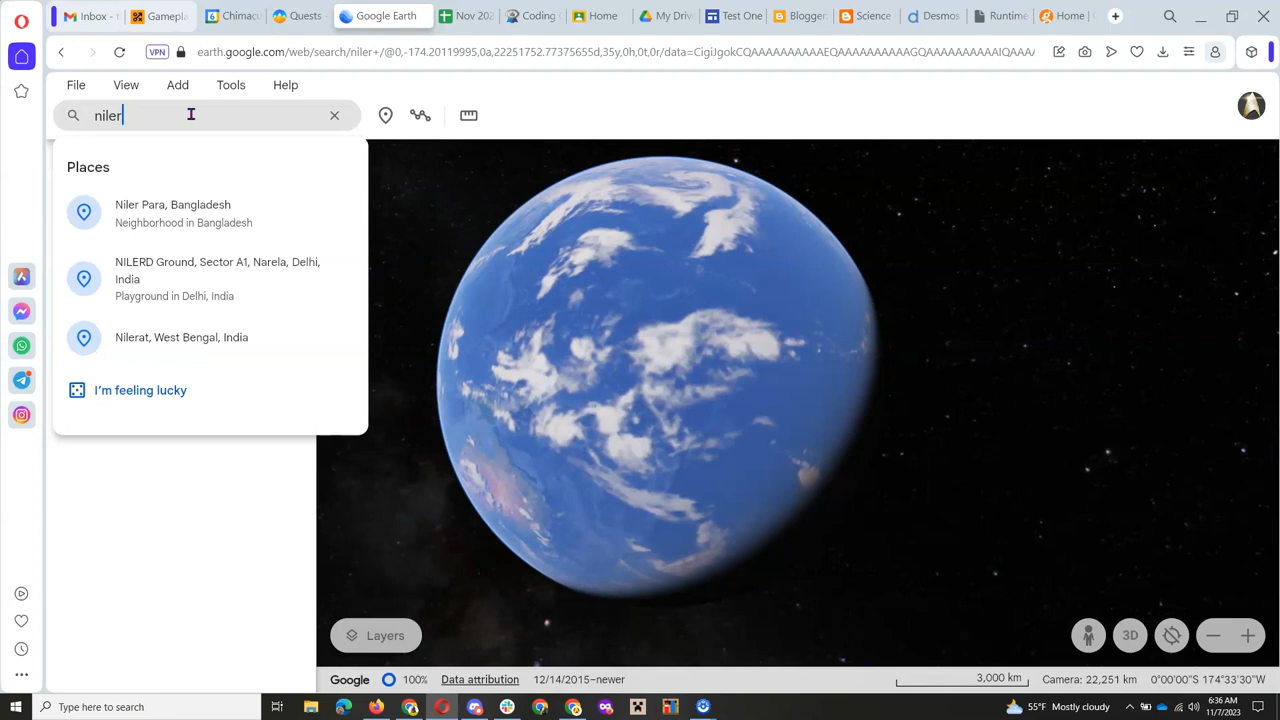 Inbox -
Gamepla
Chimacu
Quests -
Google Earth
Nov 202
Coding (
Home
My Driv
Test One
Blogger:
Science
Desmos
Runtime
Home | (
VPN
earth.google.com/web/search/niler+/@0,-174.20119995,0a,22251752.77375655d,35y,0h,0t,0r/data=CigiJgokCQAAAAAAAAAAEQAAAAAAAAAAGQAAAAAAAAAAIQAAA
File View Add Tools Help
niler
Places
Niler Para, Bangladesh
Neighborhood in Bangladesh
NILERD Ground, Sector A1, Narela, Delhi,
India
Playground in Delhi, India
Nilerat, West Bengal, India
I'm feeling lucky
Layers
3D
Google 100% Data attribution 12/14/2015–newer 3,000 km Camera: 22,251 km 0°00'00"S 174°33'30"W
Type here to search
55°F Mostly cloudy
6:36 AM
11/7/2023